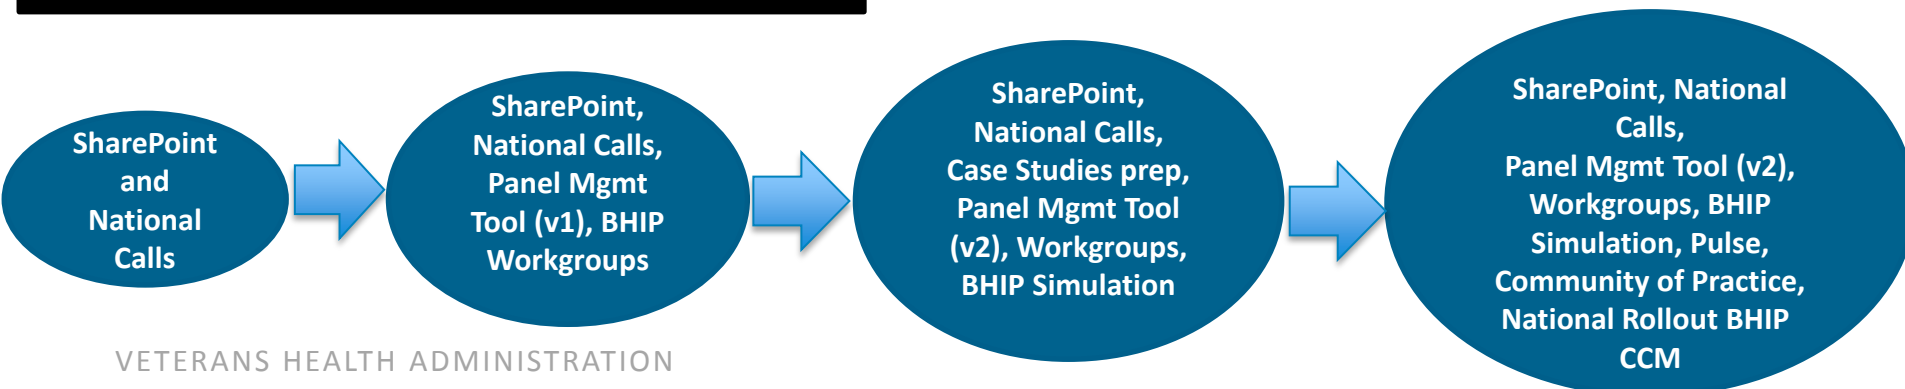 SharePoint
and
National
Calls
SharePoint,
National Calls,
Panel Mgmt
Tool (v1), BHIP
Workgroups
SharePoint,
National Calls,
Case Studies prep,
Panel Mgmt Tool
(v2), Workgroups,
BHIP Simulation
SharePoint, National
Calls,
Panel Mgmt Tool (v2),
Workgroups, BHIP
Simulation, Pulse,
Community of Practice,
National Rollout BHIP
CCM
VETERANS HEALTH ADMINISTRATION